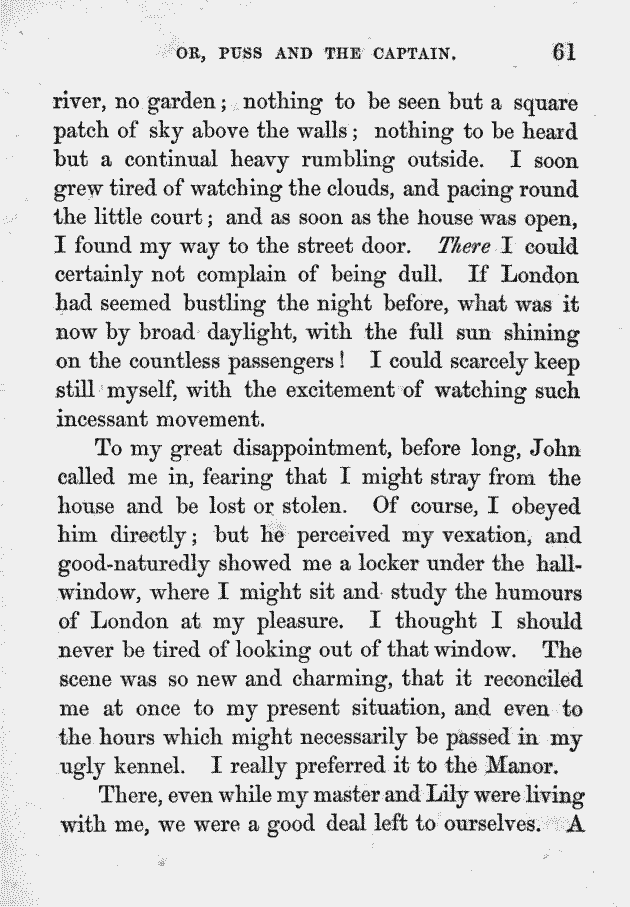 OR, PUSS AND THE CAPTAIN. 61
river, no garden; nothing to be seen but a square
patch of sky above the walls; nothing to be heard
but a continual heavy rumbling outside. I soon
grew tired of watching the clouds, and pacing round
the little court; and as soon as the house was open,
I found my way to the street door. There I could
certainly not complain of being dull. If London
had seemed bustling the night before, what was it
now by broad daylight, with the full sun shining
on the countless passengers! I could scarcely keep
still myself, with the excitement of watching such
incessant movement.
To my great disappointment, before long, John
called me in, fearing that I might stray from the
house and be lost or stolen. Of course, I obeyed
him directly; but he perceived my vexation, and
good-naturedly showed me a locker under the hall-
window, where I might sit and study the humours
of London at my pleasure. I thought I should
never be tired of looking out of that window. The
scene was so new and charming, that it reconciled
me at once to my present situation, and even to
the hours which might necessarily be passed in my
ugly kennel. I really preferred it to the Manor.
There, even while my master and Lily were living
with me, we were a good deal left to ourselves. A